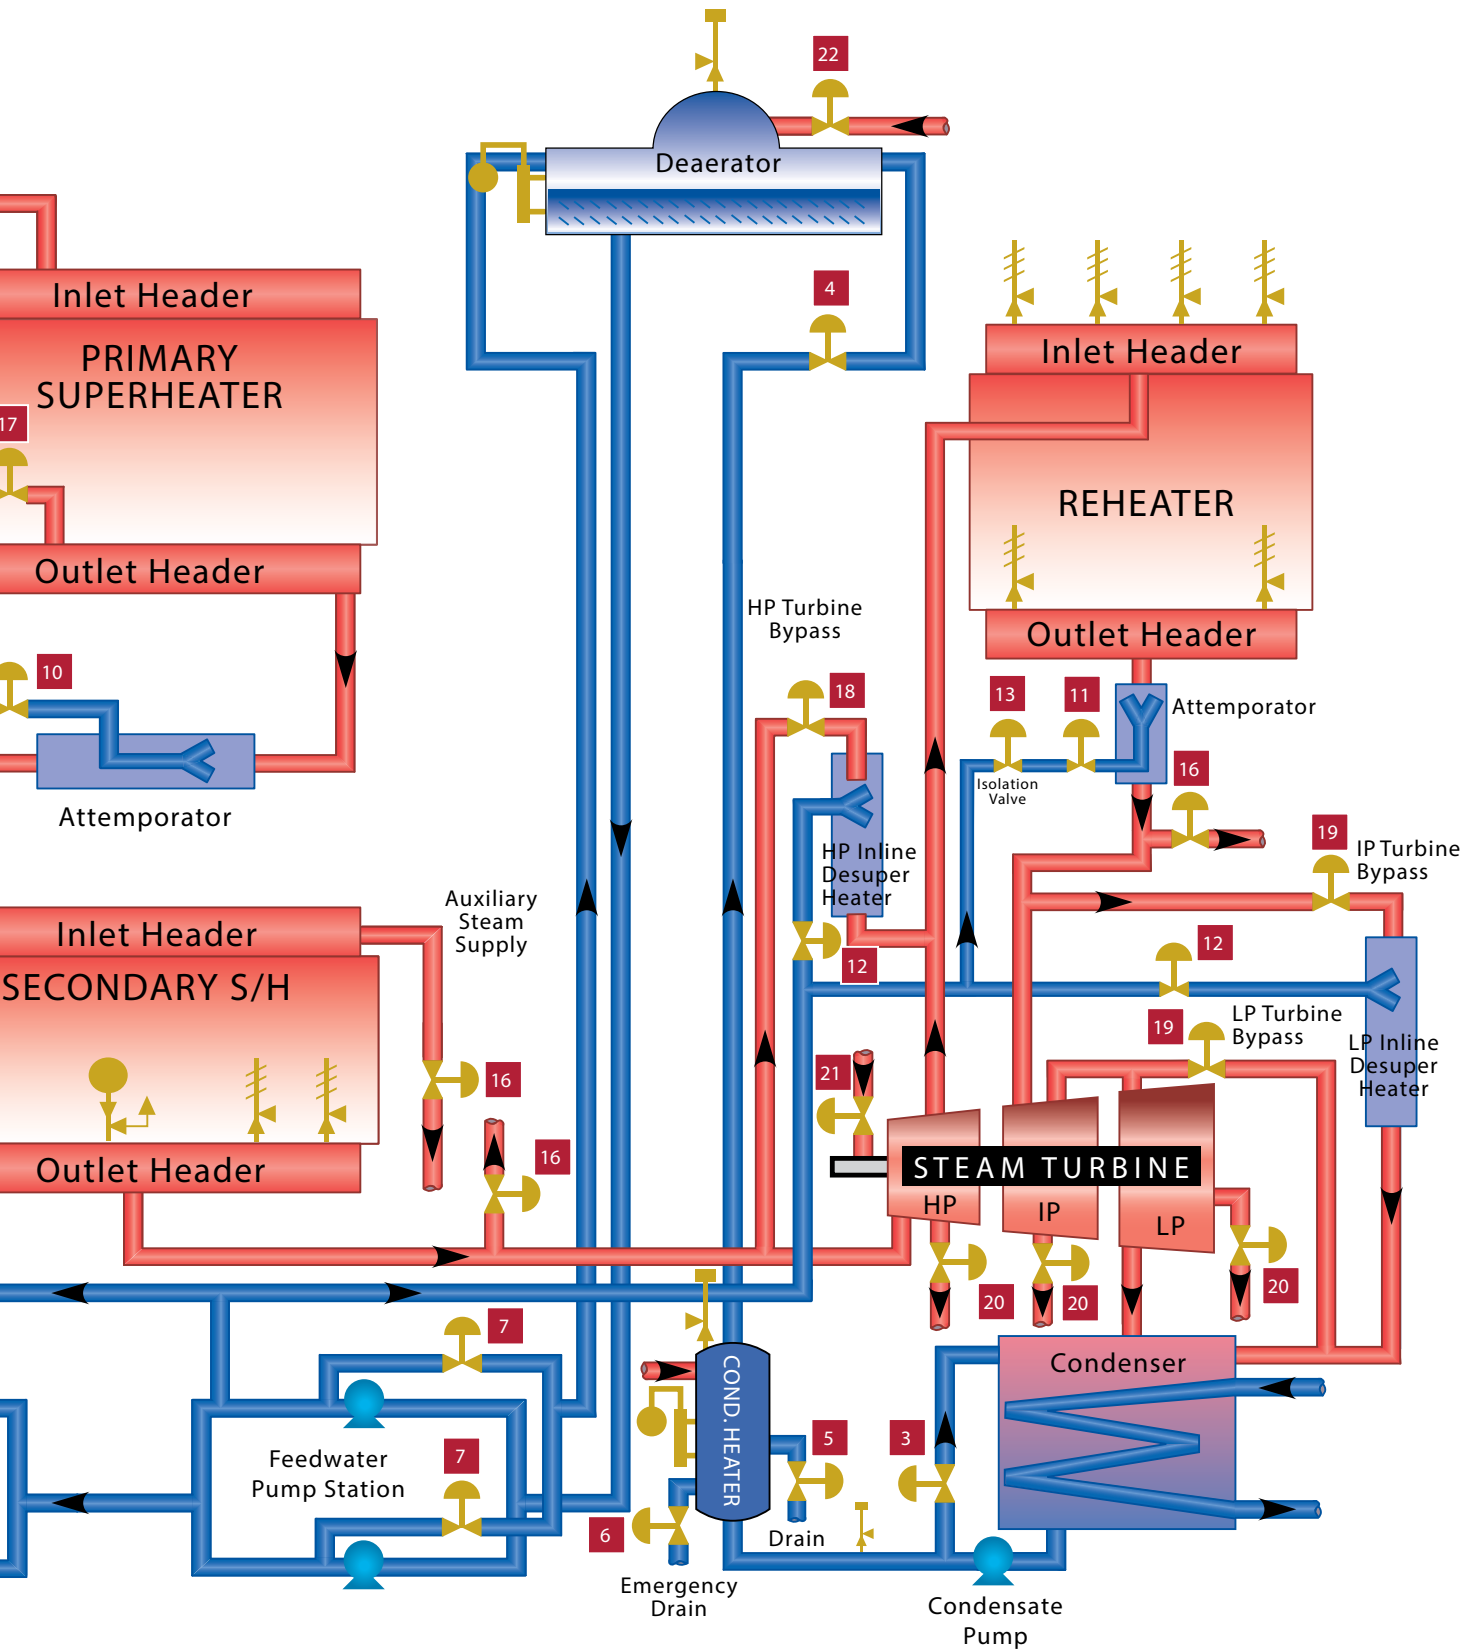 22
Deaerator
4
Inlet Header
PRIMARY
SUPERHEATER
17
Outlet Header
10
Attemporator
Inlet Header
REHEATER
Outlet Header
HP Turbine
Bypass
18
13
11
Attemporator
Isolation
Valve
16
19
IP Turbine
Bypass
HP Inline
Desuper
Heater
12
12
Auxiliary
Steam
Supply
Inlet Header
SECONDARY S/H
Outlet Header
16
16
19
LP Turbine
Bypass
LP Inline
Desuper
Heater
21
STEAM TURBINE
HP
IP
LP
20
20
20
7
7
Feedwater
Pump Station
COND. HEATER
5
3
6
Drain
Emergency
Drain
Condenser
Condensate
Pump